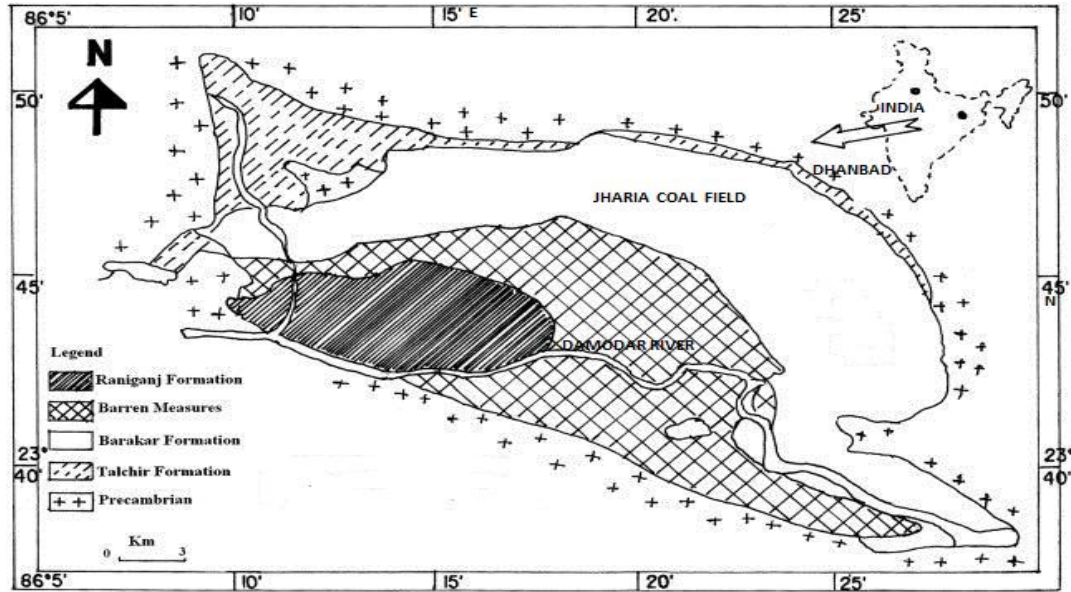 86°5' 10' 15' E 20'. 25'
N
50' 50'
INDIA
DHANBAD
JHARIA COAL FIELD
45' 45'
N
DAMODAR RIVER
Legend
Raniganj Formation
Barren Measures
Barakar Formation
Talchir Formation
Precambrian
23° 23°
40' 40'
Km
0 3
86°5' 10' 15' 20' 25'